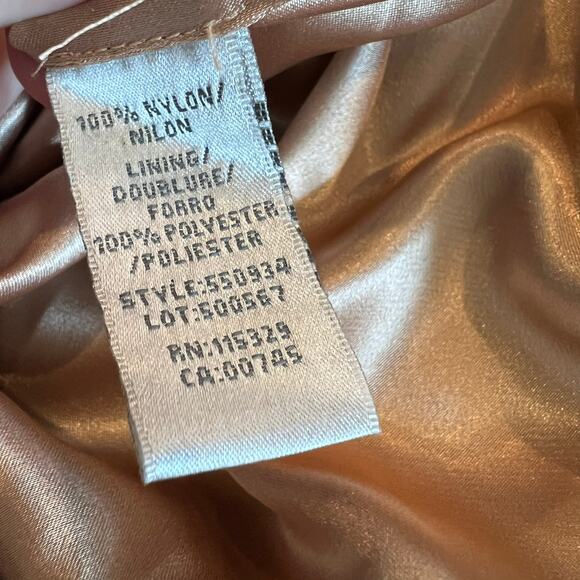 100% NYLON/
NILON
LINING/
DOUBLURE/
FORRO
100% POLYESTER
/POLIESTER
STYLE:550934
LOT:500567
RN:115329
CA:00745